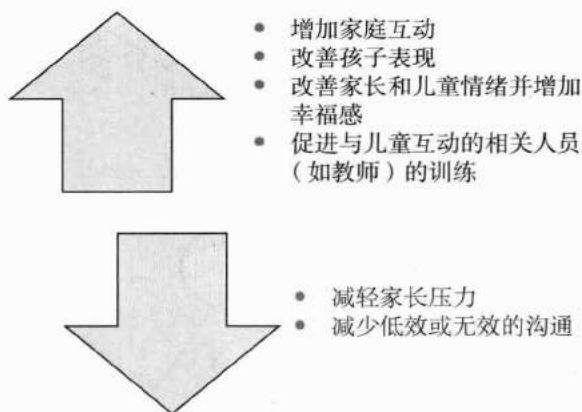 ● 增加家庭互动
● 改善孩子表现
● 改善家长和儿童情绪并增加
幸福感
● 促进与儿童互动的相关人员
（如教师）的训练
● 减轻家长压力
● 减少低效或无效的沟通